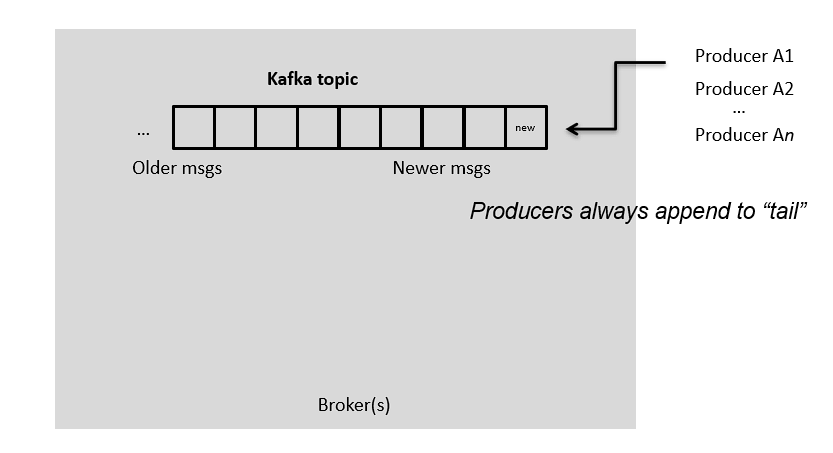 Producer A1
Kafka topic
Producer A2
...
Producer An
...
new
Older msgs
Newer msgs
Producers always append to “tail”
Broker(s)